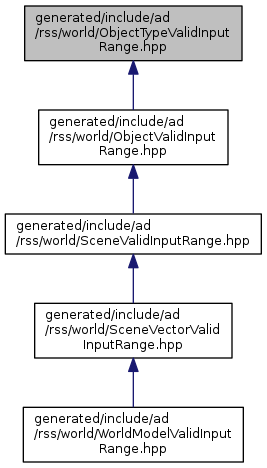 generated/include/ad
/rss/world/ObjectTypeValidInput
Range.hpp
generated/include/ad
/rss/world/ObjectValidInput
Range.hpp
generated/include/ad
/rss/world/SceneValidInputRange.hpp
generated/include/ad
/rss/world/SceneVectorValid
InputRange.hpp
generated/include/ad
/rss/world/WorldModelValidInput
Range.hpp